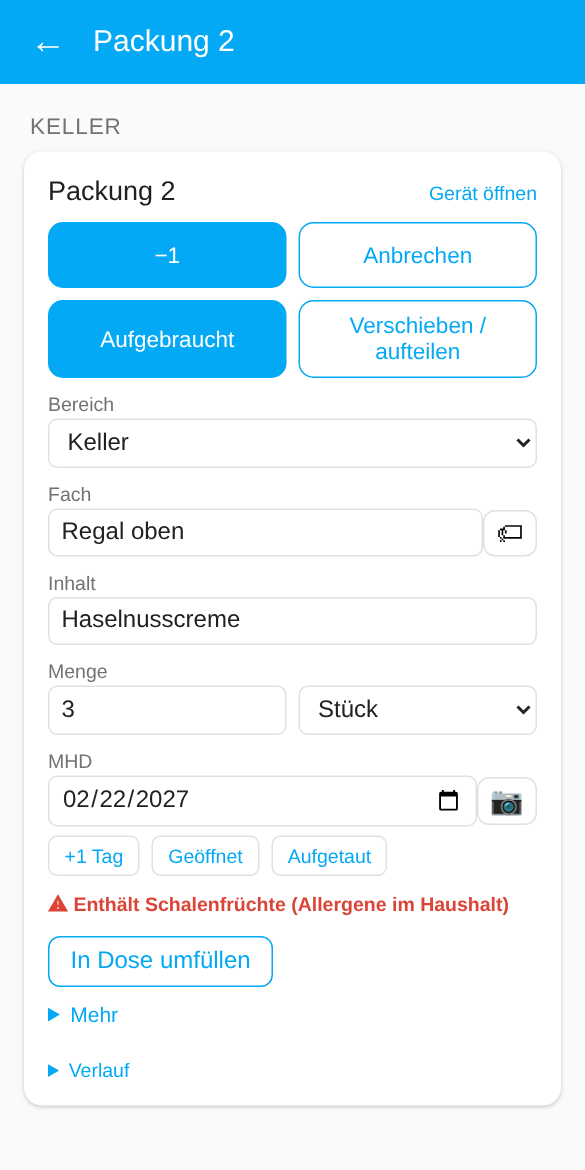 ← Packung 2
KELLER
Packung 2
Gerät öffnen
−1
Anbrechen
Aufgebraucht
Verschieben /
aufteilen
Bereich
Keller
Fach
Regal oben
Inhalt
Haselnusscreme
Menge
3
Stück
MHD
02/22/2027
+1 Tag
Geöffnet
Aufgetaut
⚠ Enthält Schalenfrüchte (Allergene im Haushalt)
In Dose umfüllen
▶ Mehr
▶ Verlauf